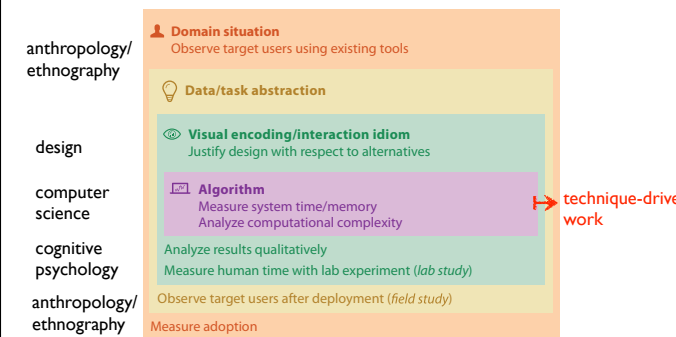 Domain situation
Observe target users using existing tools
anthropology/
ethnography
Data/task abstraction
Visual encoding/interaction idiom
Justify design with respect to alternatives
design
Algorithm
Measure system time/memory
Analyze computational complexity
computer
science
technique-drive
work
Analyze results qualitatively
Measure human time with lab experiment (lab study)
cognitive
psychology
Observe target users after deployment (field study)
anthropology/
ethnography
Measure adoption